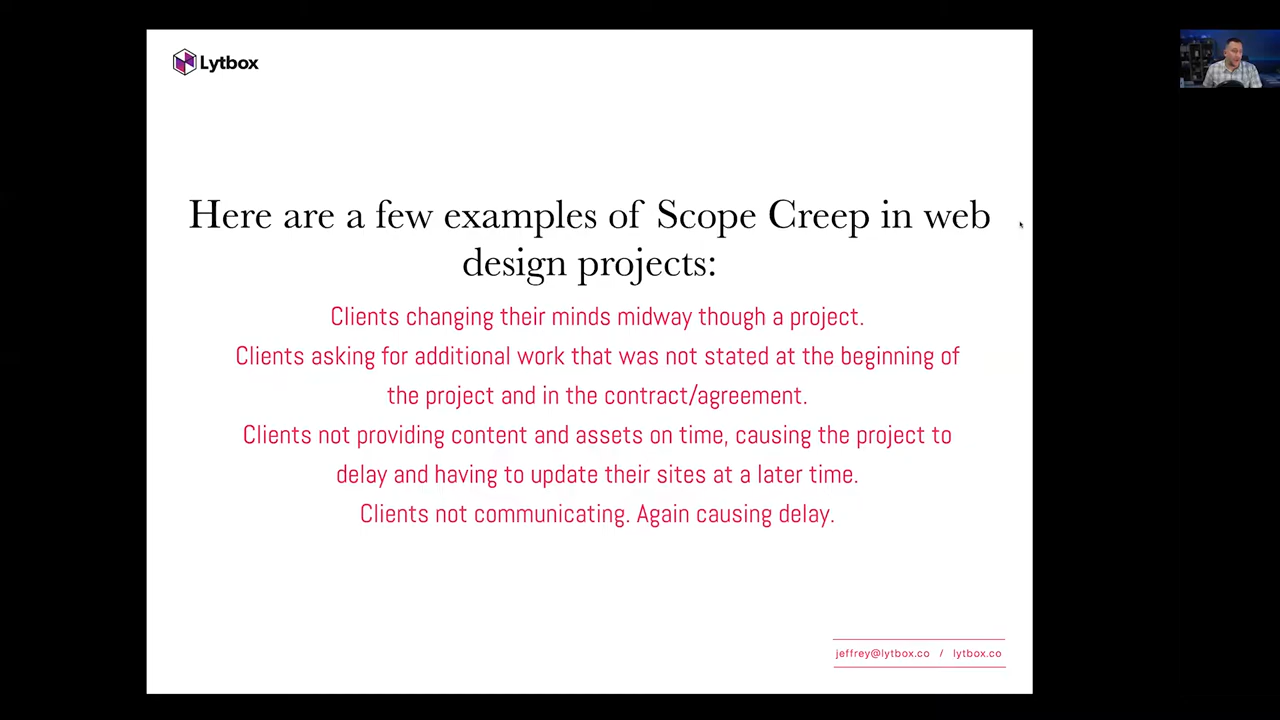 Lytbox
Here are a few examples of Scope Creep in web
design projects:
Clients changing their minds midway though a project.
Clients asking for additional work that was not stated at the beginning of
the project and in the contract/agreement.
Clients not providing content and assets on time, causing the project to
delay and having to update their sites at a later time.
Clients not communicating. Again causing delay.
jeffrey@lytbox.co / lytbox.co